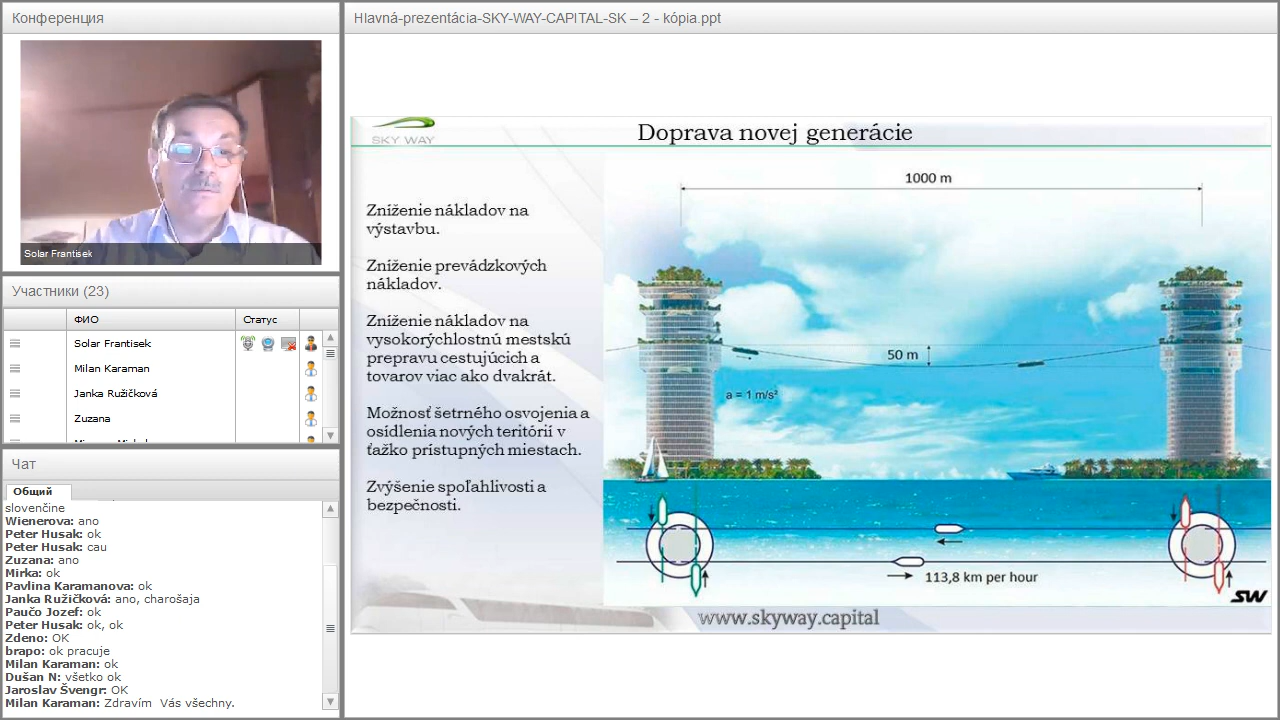 Конференция
Solar Frantisek
Участники (23)
ФИО
Статус
Solar Frantisek
Milan Karaman
Janka Ružičková
Zuzana
Чат
Общий
slovenčine
Wienerova: ano
Peter Husak: ok
Peter Husak: cau
Zuzana: ano
Mirka: ok
Pavlina Karamanova: ok
Janka Ružičková: ano, charošaja
Paučo Jozef: ok
Peter Husak: ok, ok
Zdeno: OK
brapo: ok pracuje
Milan Karaman: ok
Dušan N: všetko ok
Jaroslav Švengr: OK
Milan Karaman: Zdravím Vás všechny.
Hlavná-prezentácia-SKY-WAY-CAPITAL-SK – 2 - kópia.ppt
SKY WAY
Doprava novej generácie
Zníženie nákladov na
výstavbu.
Zníženie prevádzkových
nákladov.
Zníženie nákladov na
vysokorýchlostnú mestskú
prepravu cestujúcich a
tovarov viac ako dvakrát.
Možnosť šetrného osvojenia a
osídlenia nových teritórií v
ťažko prístupných miestach.
Zvýšenie spoľahlivosti a
bezpečnosti.
1000 m
50 m
a = 1 m/s²
113,8 km per hour
SW
www.skyway.capital